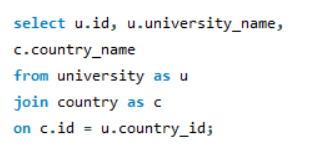 select u.id, u.university_name,
c.country_name
from university as u
join country as c
on c.id = u.country_id;